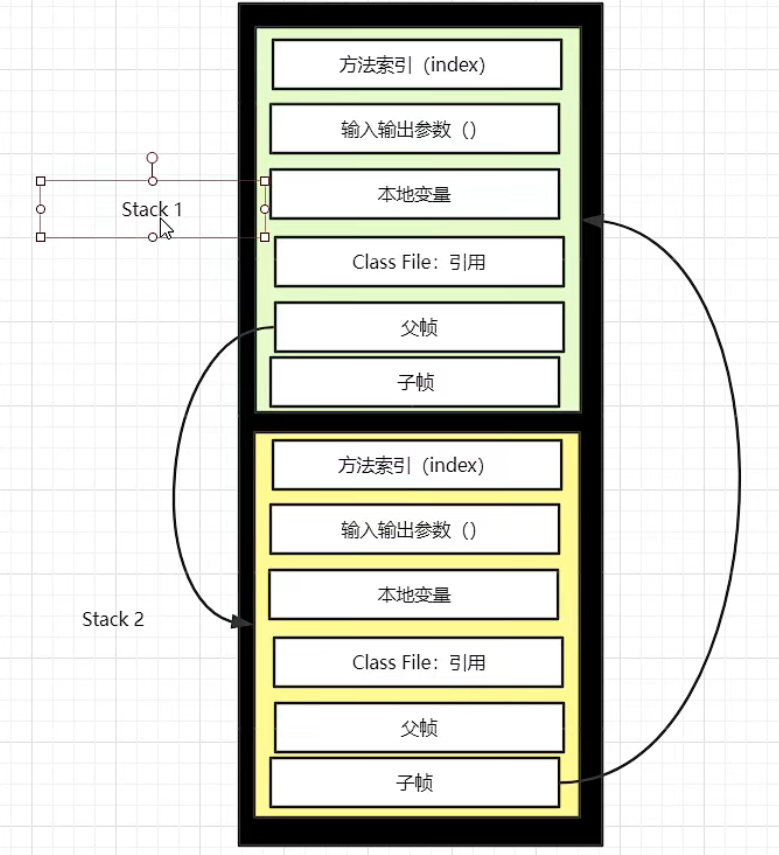 方法索引（index）
输入输出参数（）
本地变量
Stack 1
Class File：引用
父帧
子帧
方法索引（index）
输入输出参数（）
本地变量
Stack 2
Class File：引用
父帧
子帧